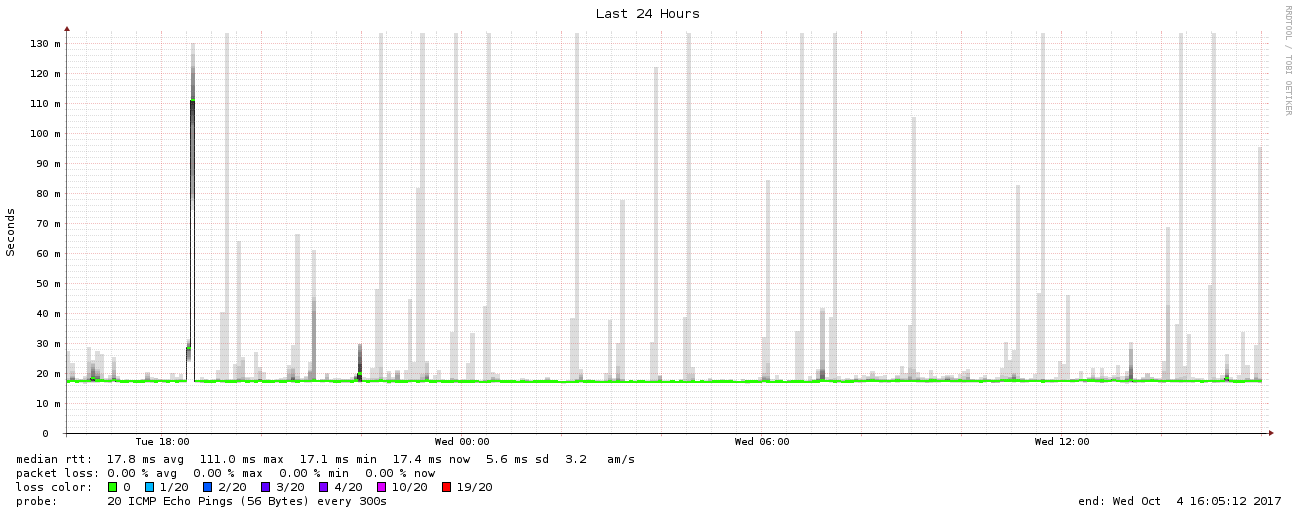 Last 24 Hours
RRDTOOL / TOBI OETIKER
Seconds
130 m
120 m
110 m
100 m
90 m
80 m
70 m
60 m
50 m
40 m
30 m
20 m
10 m
0
Tue 18:00 Wed 00:00 Wed 06:00 Wed 12:00
median rtt: 17.8 ms avg 111.0 ms max 17.1 ms min 17.4 ms now 5.6 ms sd 3.2 am/s
packet loss: 0.00 % avg 0.00 % max 0.00 % min 0.00 % now
loss color: 0 1/20 2/20 3/20 4/20 10/20 19/20
probe: 20 ICMP Echo Pings (56 Bytes) every 300s end: Wed Oct 4 16:05:12 2017